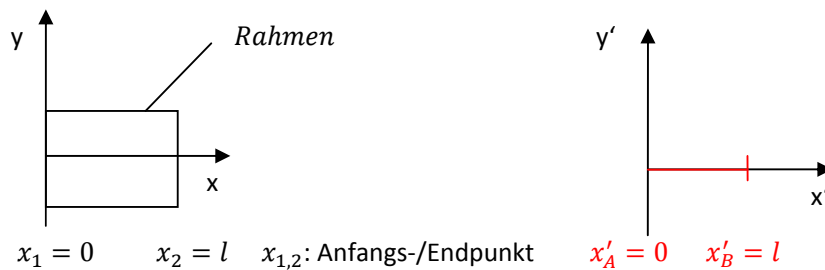 y
Rahmen
x
y‘
x‘
x₁ = 0 x₂ = l x₁,₂: Anfangs-/Endpunkt
x′_A = 0 x′_B = l